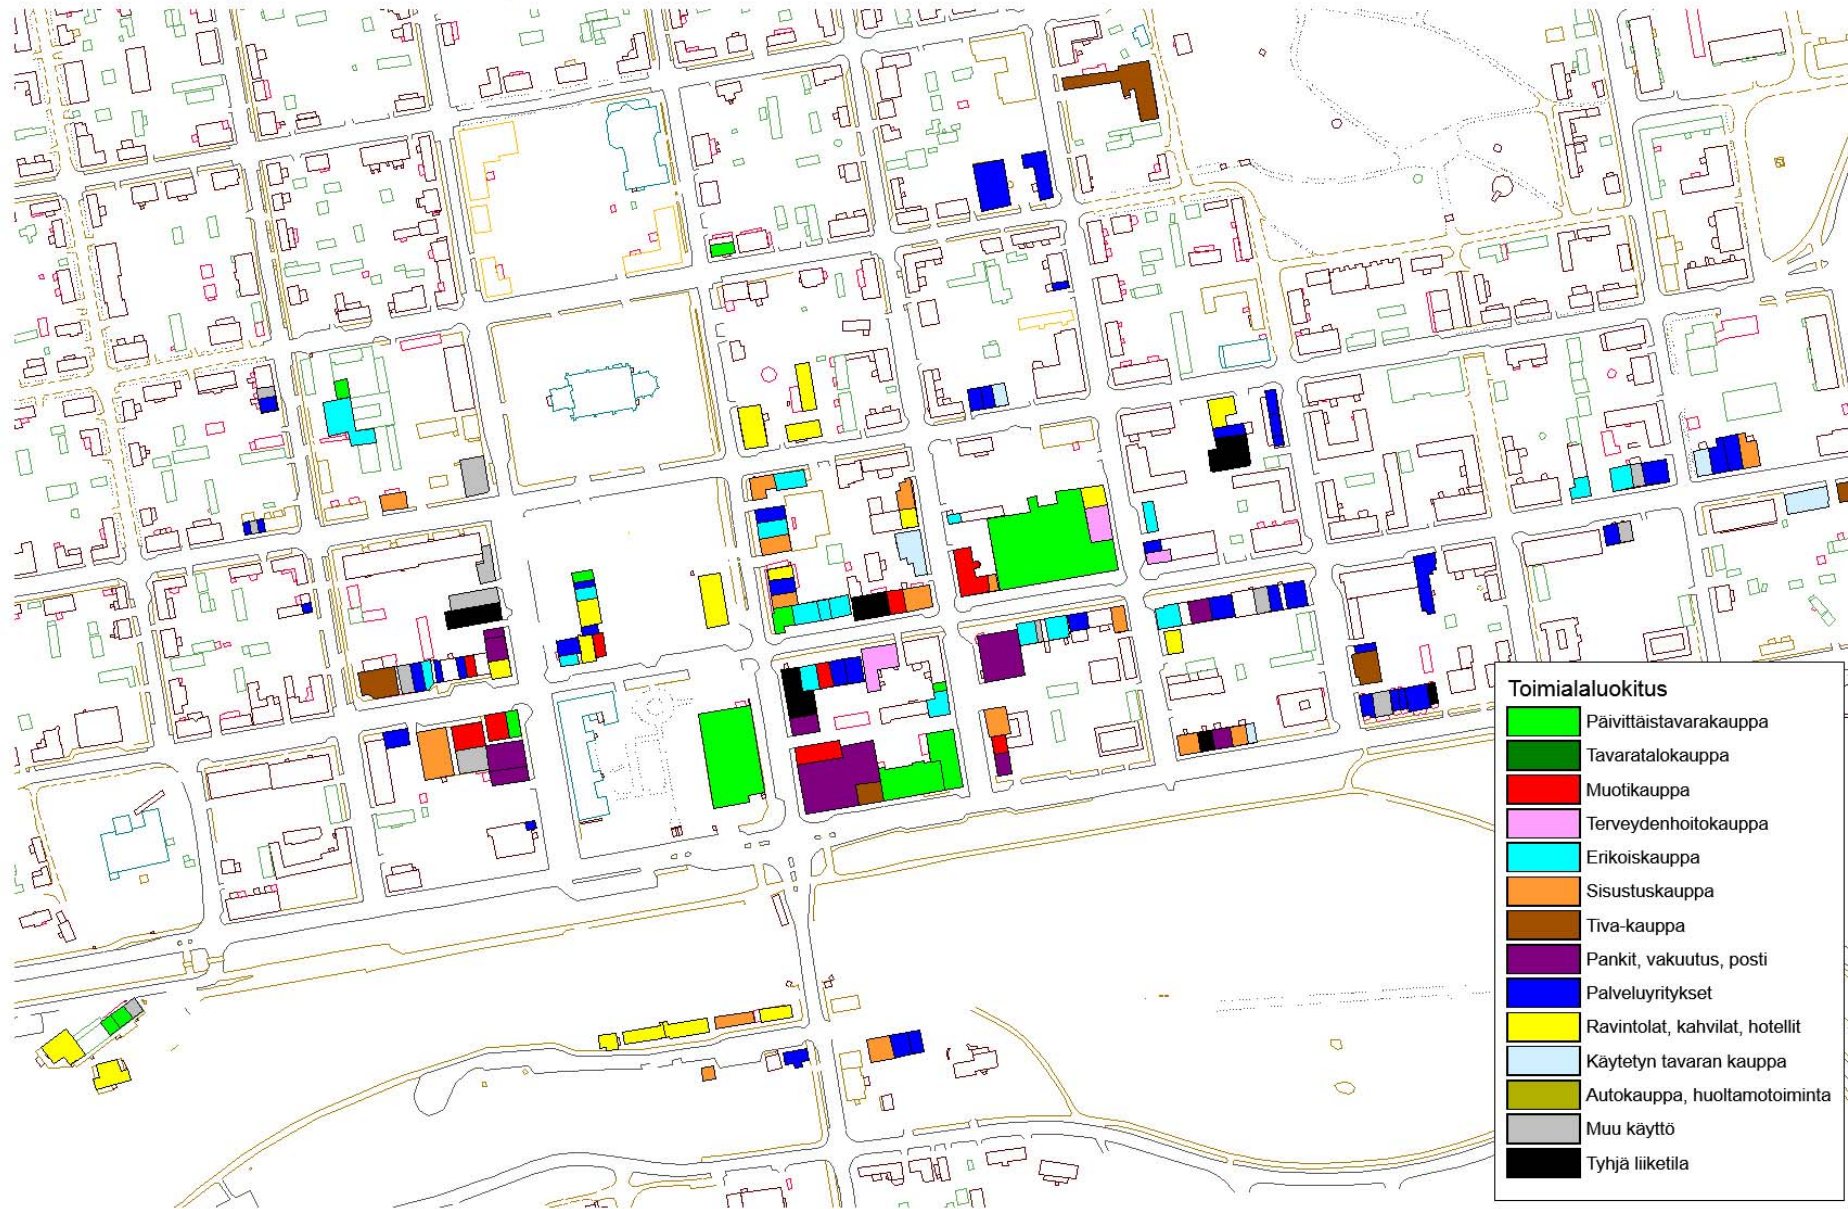 Toimialaluokitus
Päivittäistavarakauppa
Tavaratalokauppa
Muotikauppa
Terveydenhoitokauppa
Erikoiskauppa
Sisustuskauppa
Tiva-kauppa
Pankit, vakuutus, posti
Palveluyritykset
Ravintolat, kahvilat, hotellit
Käytetyn tavaran kauppa
Autokauppa, huoltamotoiminta
Muu käyttö
Tyhjä liiketila